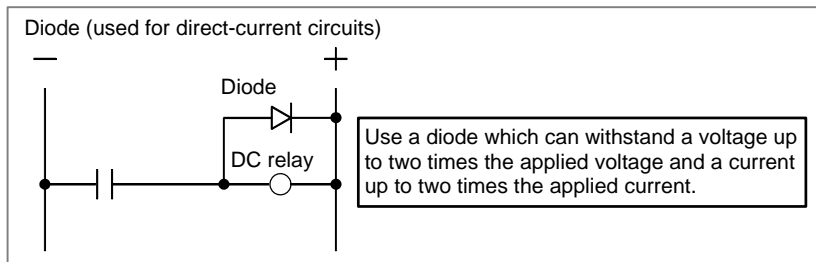 Diode (used for direct-current circuits)
− +
Diode
DC relay
Use a diode which can withstand a voltage up
to two times the applied voltage and a current
up to two times the applied current.